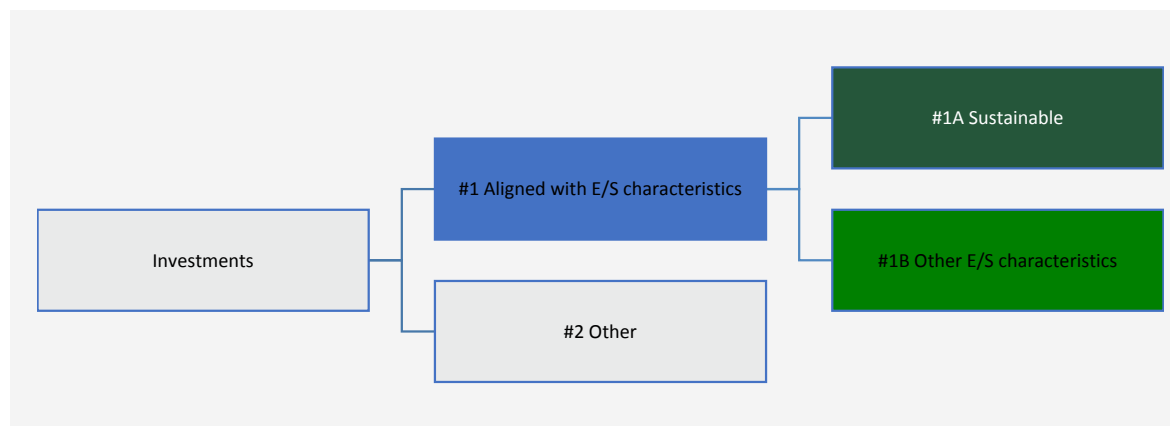 #1A Sustainable
#1 Aligned with E/S characteristics
Investments
#1B Other E/S characteristics
#2 Other